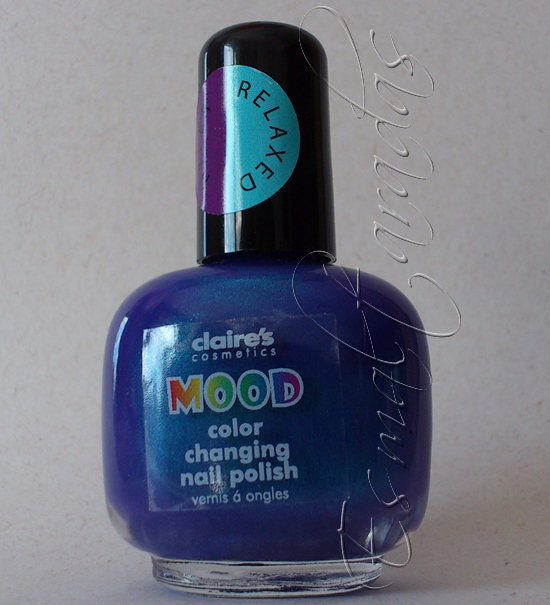 RELAXED
claire's
cosmetics
MOOD
color
changing
nail polish
vernis á ongles